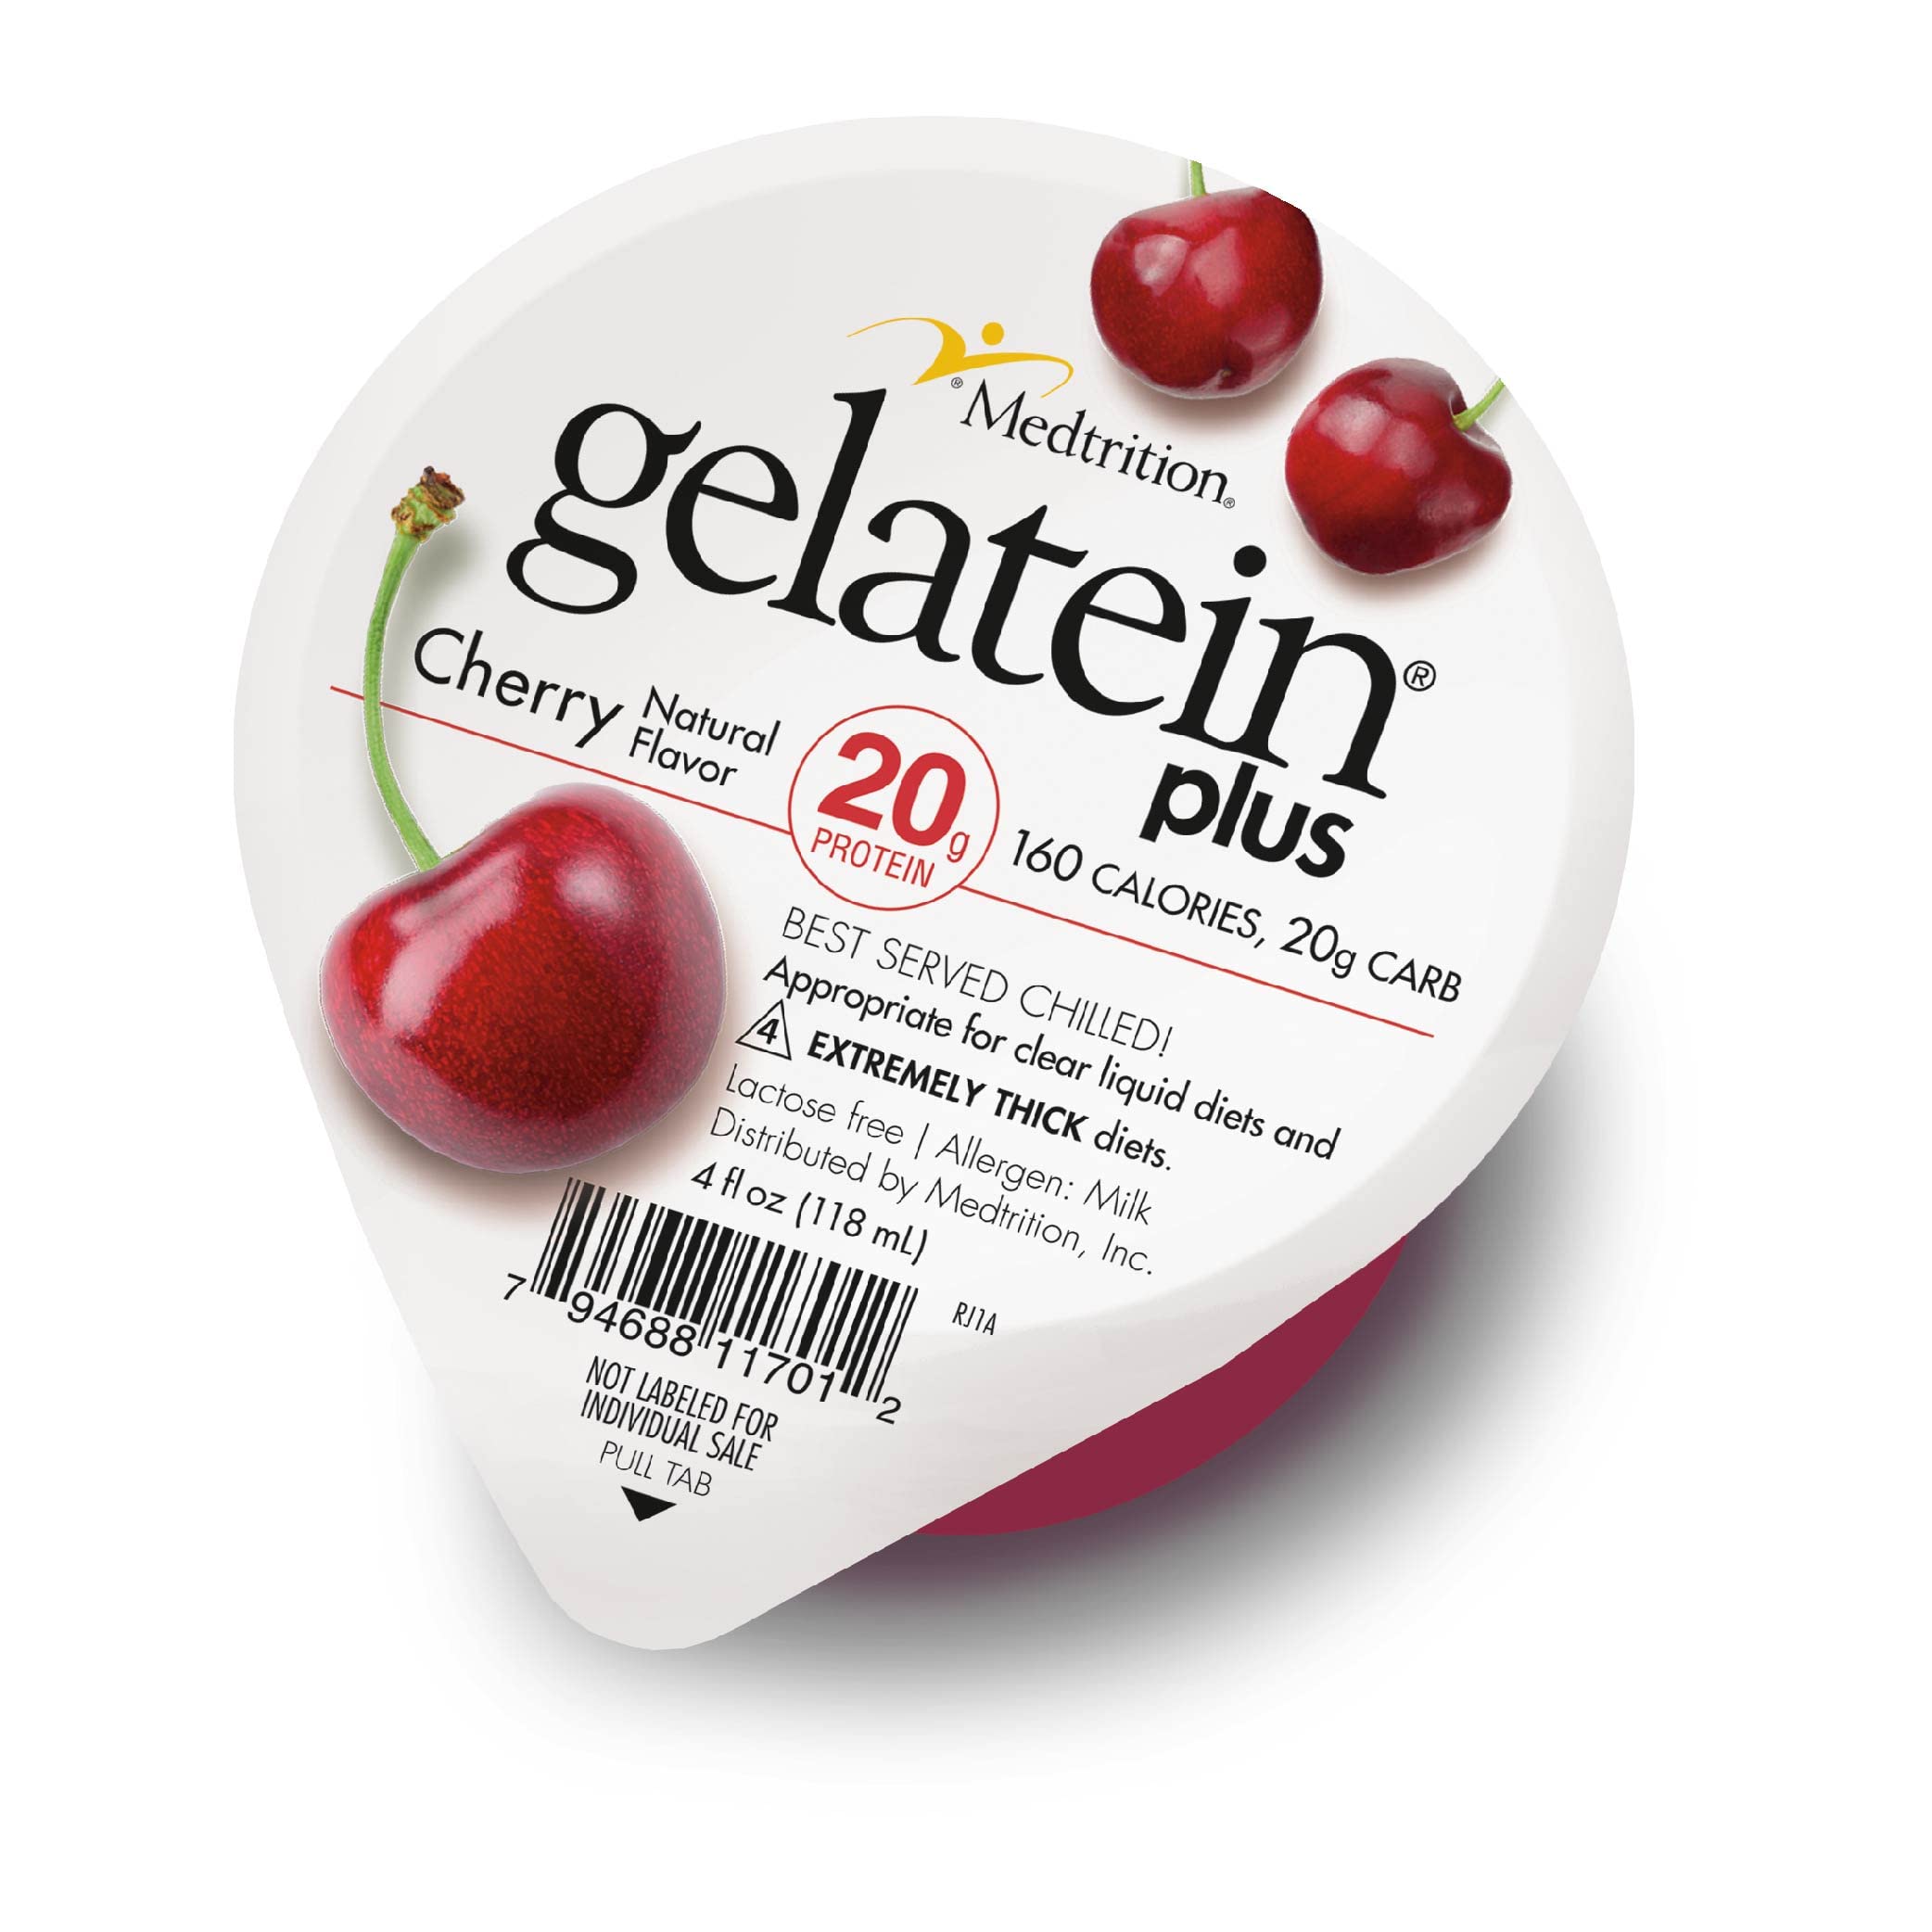 ® Medtrition®
gelatein®
plus
Cherry Natural
Flavor
20g
PROTEIN
160 CALORIES, 20g CARB
BEST SERVED CHILLED!
Appropriate for clear liquid diets and
4 EXTREMELY THICK diets.
Lactose free | Allergen: Milk
Distributed by Medtrition, Inc.
4 fl oz (118 mL)
7 94688 11701 2
RJ1A
NOT LABELED FOR
INDIVIDUAL SALE
PULL TAB